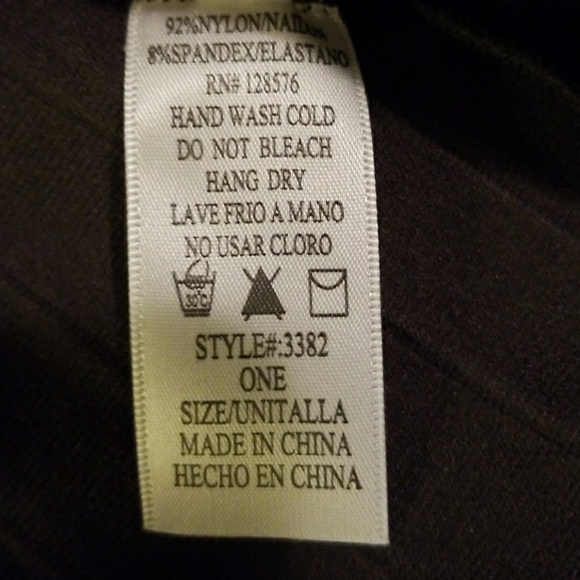 92%NYLON/NAILON
8%SPANDEX/ELASTANO
RN# 128576
HAND WASH COLD
DO NOT BLEACH
HANG DRY
LAVE FRIO A MANO
NO USAR CLORO
30°C
STYLE#:3382
ONE
SIZE/UNITALLA
MADE IN CHINA
HECHO EN CHINA